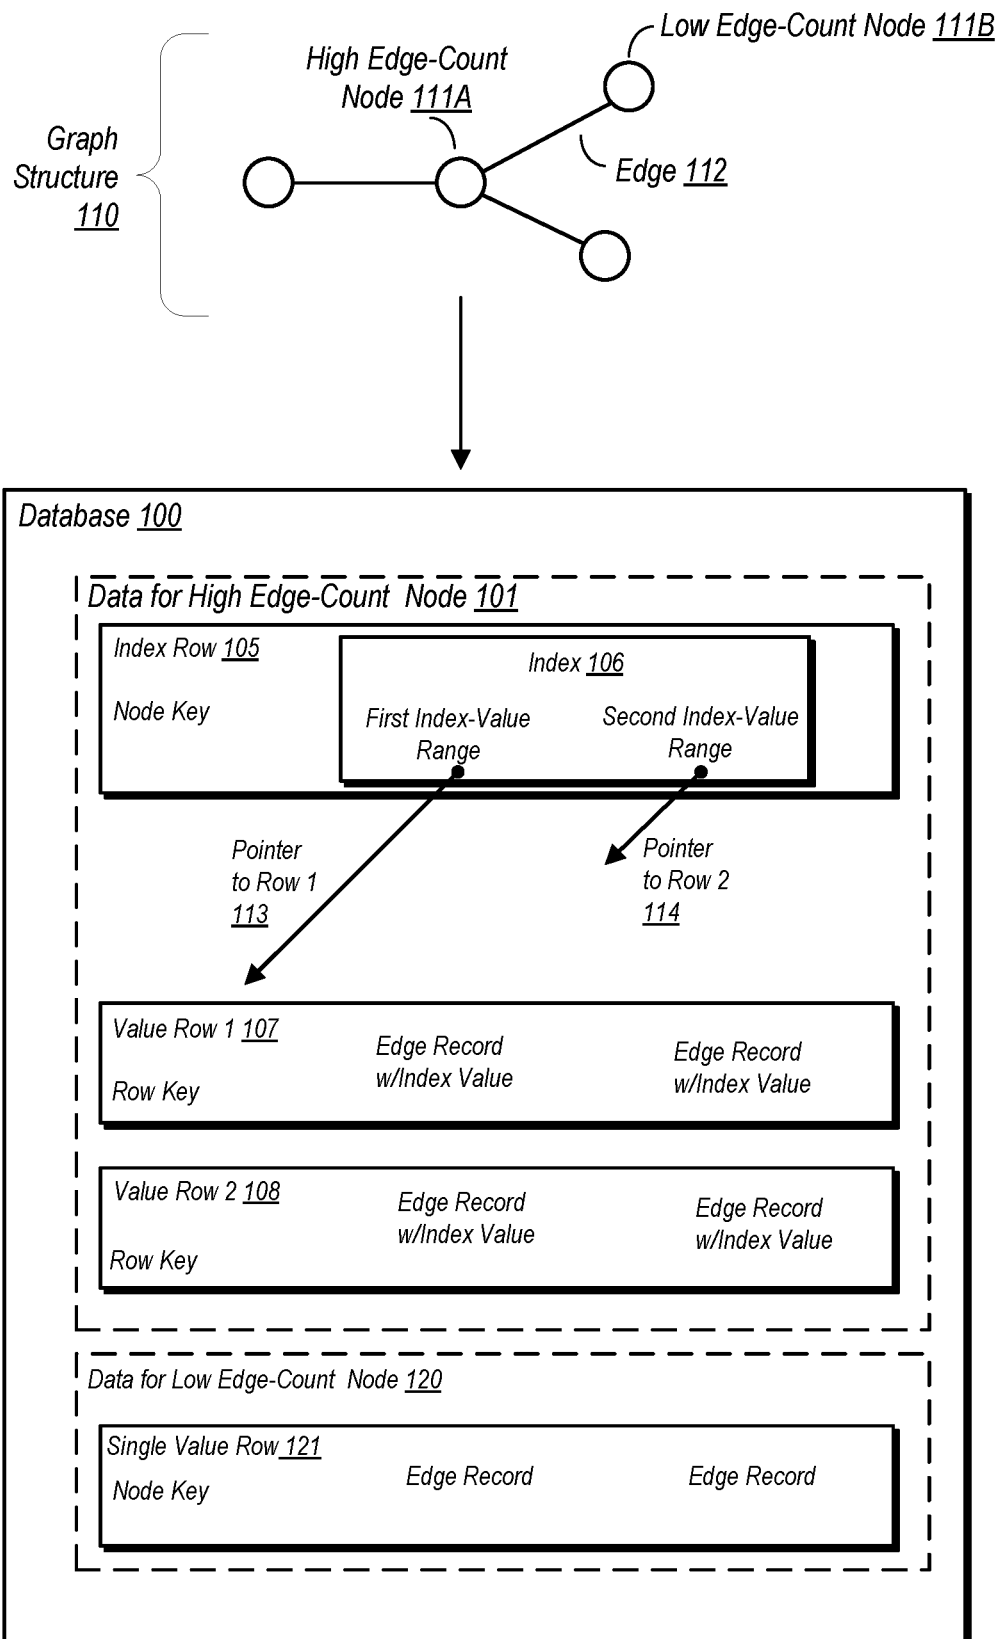 Low Edge-Count Node 111B
High Edge-Count
Node 111A
Graph
Structure
110
Edge 112
Database 100
Data for High Edge-Count Node 101
Index Row 105
Node Key
Index 106
First Index-Value
Range
Second Index-Value
Range
Pointer
to Row 1
113
Pointer
to Row 2
114
Value Row 1 107
Row Key
Edge Record
w/Index Value
Edge Record
w/Index Value
Value Row 2 108
Row Key
Edge Record
w/Index Value
Edge Record
w/Index Value
Data for Low Edge-Count Node 120
Single Value Row 121
Node Key
Edge Record
Edge Record